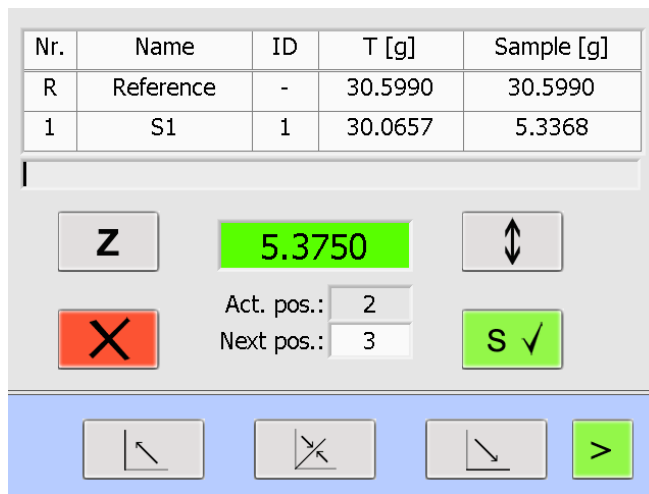 Nr. Name ID T [g] Sample [g]
R Reference - 30.5990 30.5990
1 S1 1 30.0657 5.3368
Z 5.3750
Act. pos.: 2
Next pos.: 3
S √
>